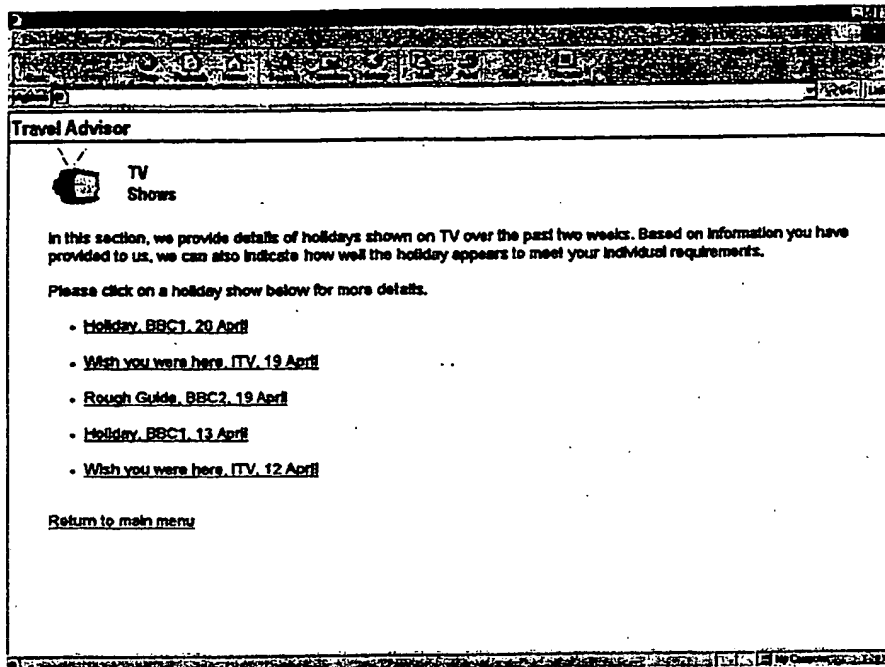 Travel Advisor
TV
Shows
In this section, we provide details of holidays shown on TV over the past two weeks. Based on information you have
provided to us, we can also indicate how well the holiday appears to meet your individual requirements.
Please click on a holiday show below for more details.
• Holiday, BBC1, 20 April
• Wish you were here, ITV, 19 April
• Rough Guide, BBC2, 19 April
• Holiday, BBC1, 13 April
• Wish you were here, ITV, 12 April
Return to main menu